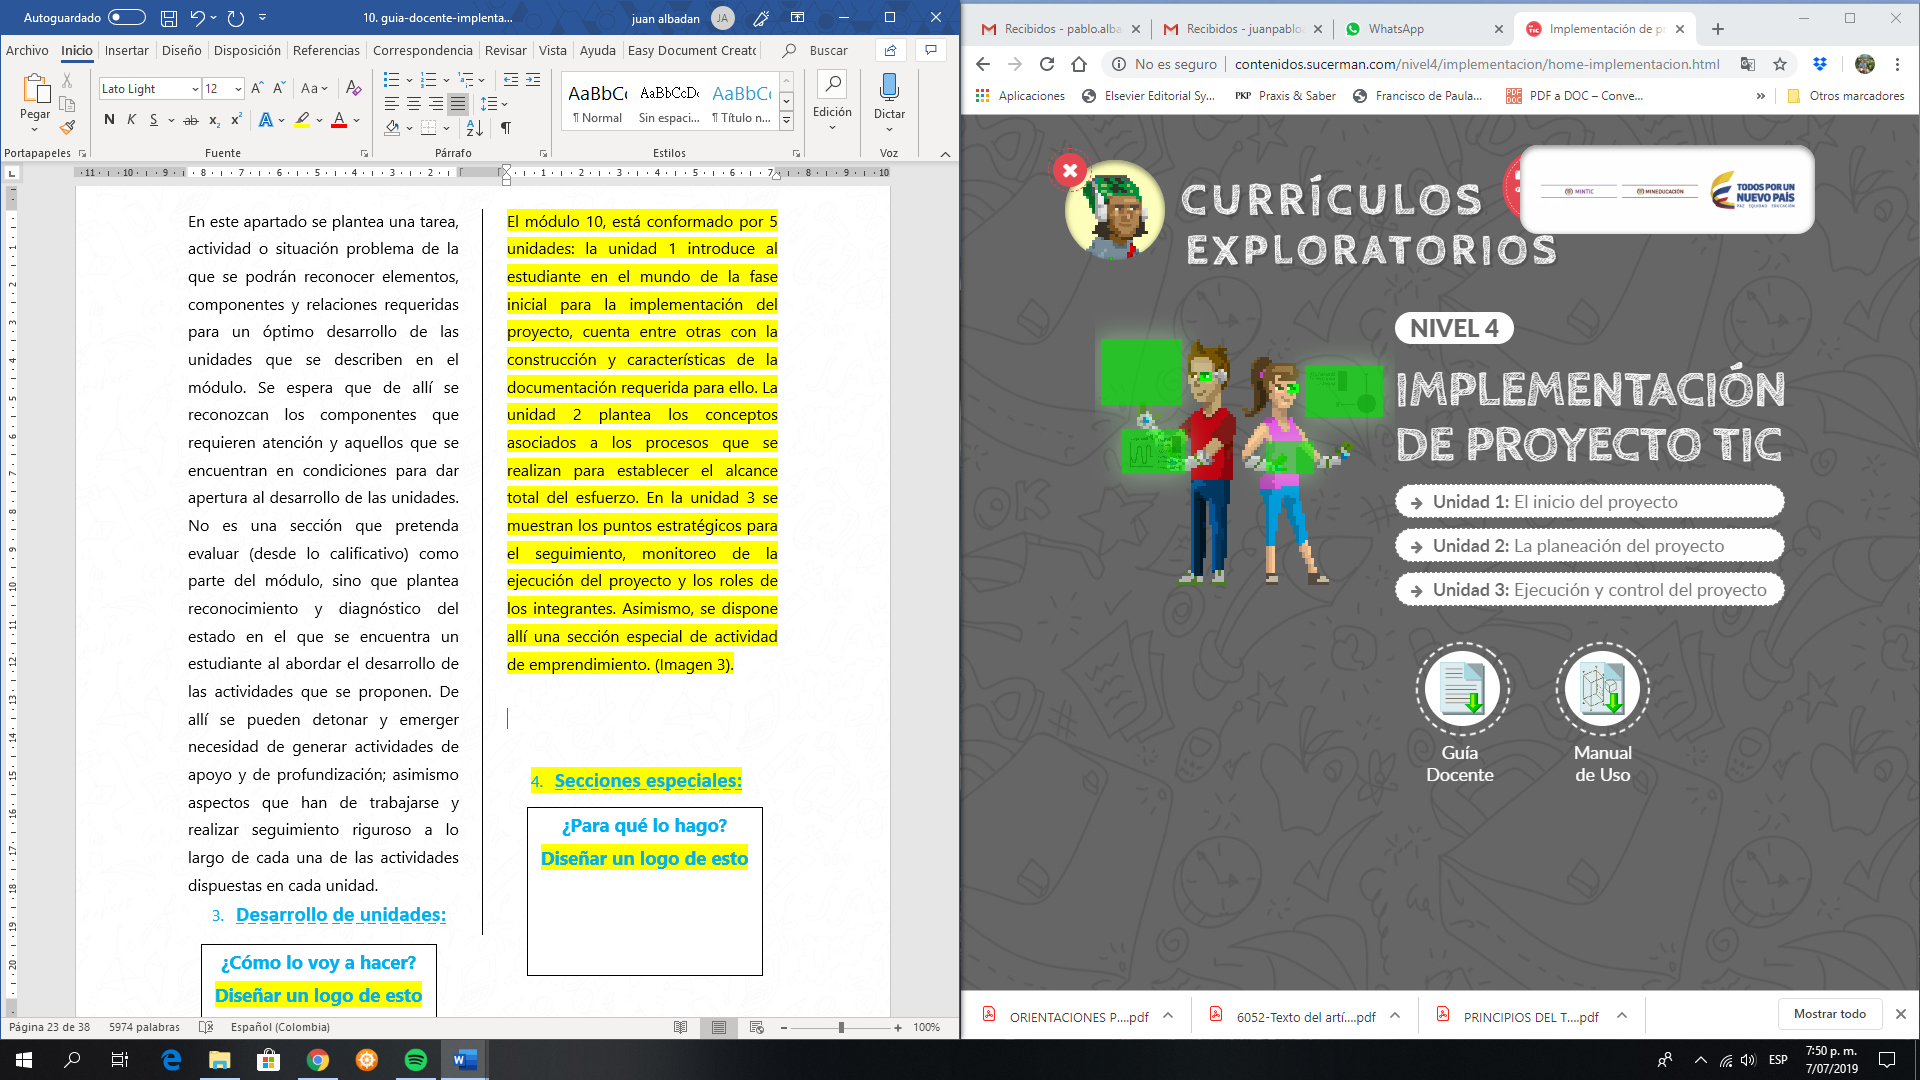 Autoguardado
10. guia-docente-implenta...
juan albadan
JA
Archivo Inicio Insertar Diseño Disposición Referencias Correspondencia Revisar Vista Ayuda Easy Document Creatc Buscar
Lato Light 12
Pegar
N K S
AaBbCc AaBbCcDc AaBbCc
¶ Normal ¶ Sin espaci... ¶ Título n...
Edición
Dictar
Portapapeles Fuente Párrafo Estilos Voz
En este apartado se plantea una tarea,
actividad o situación problema de la
que se podrán reconocer elementos,
componentes y relaciones requeridas
para un óptimo desarrollo de las
unidades que se describen en el
módulo. Se espera que de allí se
reconozcan los componentes que
requieren atención y aquellos que se
encuentran en condiciones para dar
apertura al desarrollo de las unidades.
No es una sección que pretenda
evaluar (desde lo calificativo) como
parte del módulo, sino que plantea
reconocimiento y diagnóstico del
estado en el que se encuentra un
estudiante al abordar el desarrollo de
las actividades que se proponen. De
allí se pueden detonar y emerger
necesidad de generar actividades de
apoyo y de profundización; asimismo
aspectos que han de trabajarse y
realizar seguimiento riguroso a lo
largo de cada una de las actividades
dispuestas en cada unidad.
3. Desarrollo de unidades:
¿Cómo lo voy a hacer?
Diseñar un logo de esto
El módulo 10, está conformado por 5
unidades: la unidad 1 introduce al
estudiante en el mundo de la fase
inicial para la implementación del
proyecto, cuenta entre otras con la
construcción y características de la
documentación requerida para ello. La
unidad 2 plantea los conceptos
asociados a los procesos que se
realizan para establecer el alcance
total del esfuerzo. En la unidad 3 se
muestran los puntos estratégicos para
el seguimiento, monitoreo de la
ejecución del proyecto y los roles de
los integrantes. Asimismo, se dispone
allí una sección especial de actividad
de emprendimiento. (Imagen 3).
4. Secciones especiales:
¿Para qué lo hago?
Diseñar un logo de esto
Página 23 de 38 5974 palabras Español (Colombia) 100%
Recibidos - pablo.alba
Recibidos - juanpablo
WhatsApp
Implementación de pr
No es seguro | contenidos.sucerman.com/nivel4/implementacion/home-implementacion.html
Aplicaciones
Elsevier Editorial Sy...
PKP Praxis & Saber
Francisco de Paula...
PDF a DOC – Conve...
Otros marcadores
CURRÍCULOS
EXPLORATORIOS
MINTIC
MINEDUCACIÓN
TODOS POR UN
NUEVO PAÍS
PAZ EQUIDAD EDUCACIÓN
NIVEL 4
IMPLEMENTACIÓN
DE PROYECTO TIC
Unidad 1: El inicio del proyecto
Unidad 2: La planeación del proyecto
Unidad 3: Ejecución y control del proyecto
Guía
Docente
Manual
de Uso
ORIENTACIONES P....pdf
6052-Texto del artí....pdf
PRINCIPIOS DEL T....pdf
Mostrar todo
ESP
7:50 p. m.
7/07/2019